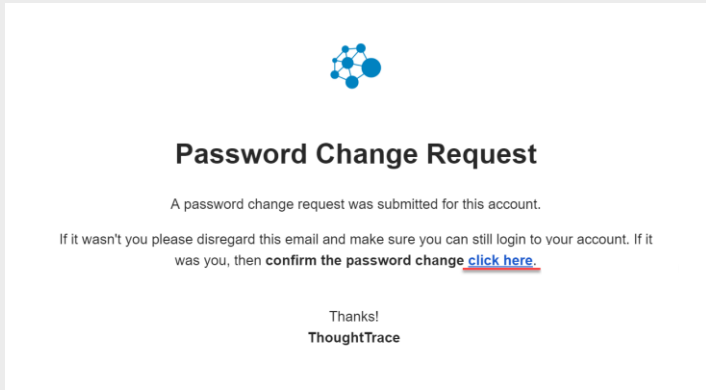 Password Change Request
A password change request was submitted for this account.
If it wasn't you please disregard this email and make sure you can still login to your account. If it
was you, then confirm the password change click here.
Thanks!
ThoughtTrace